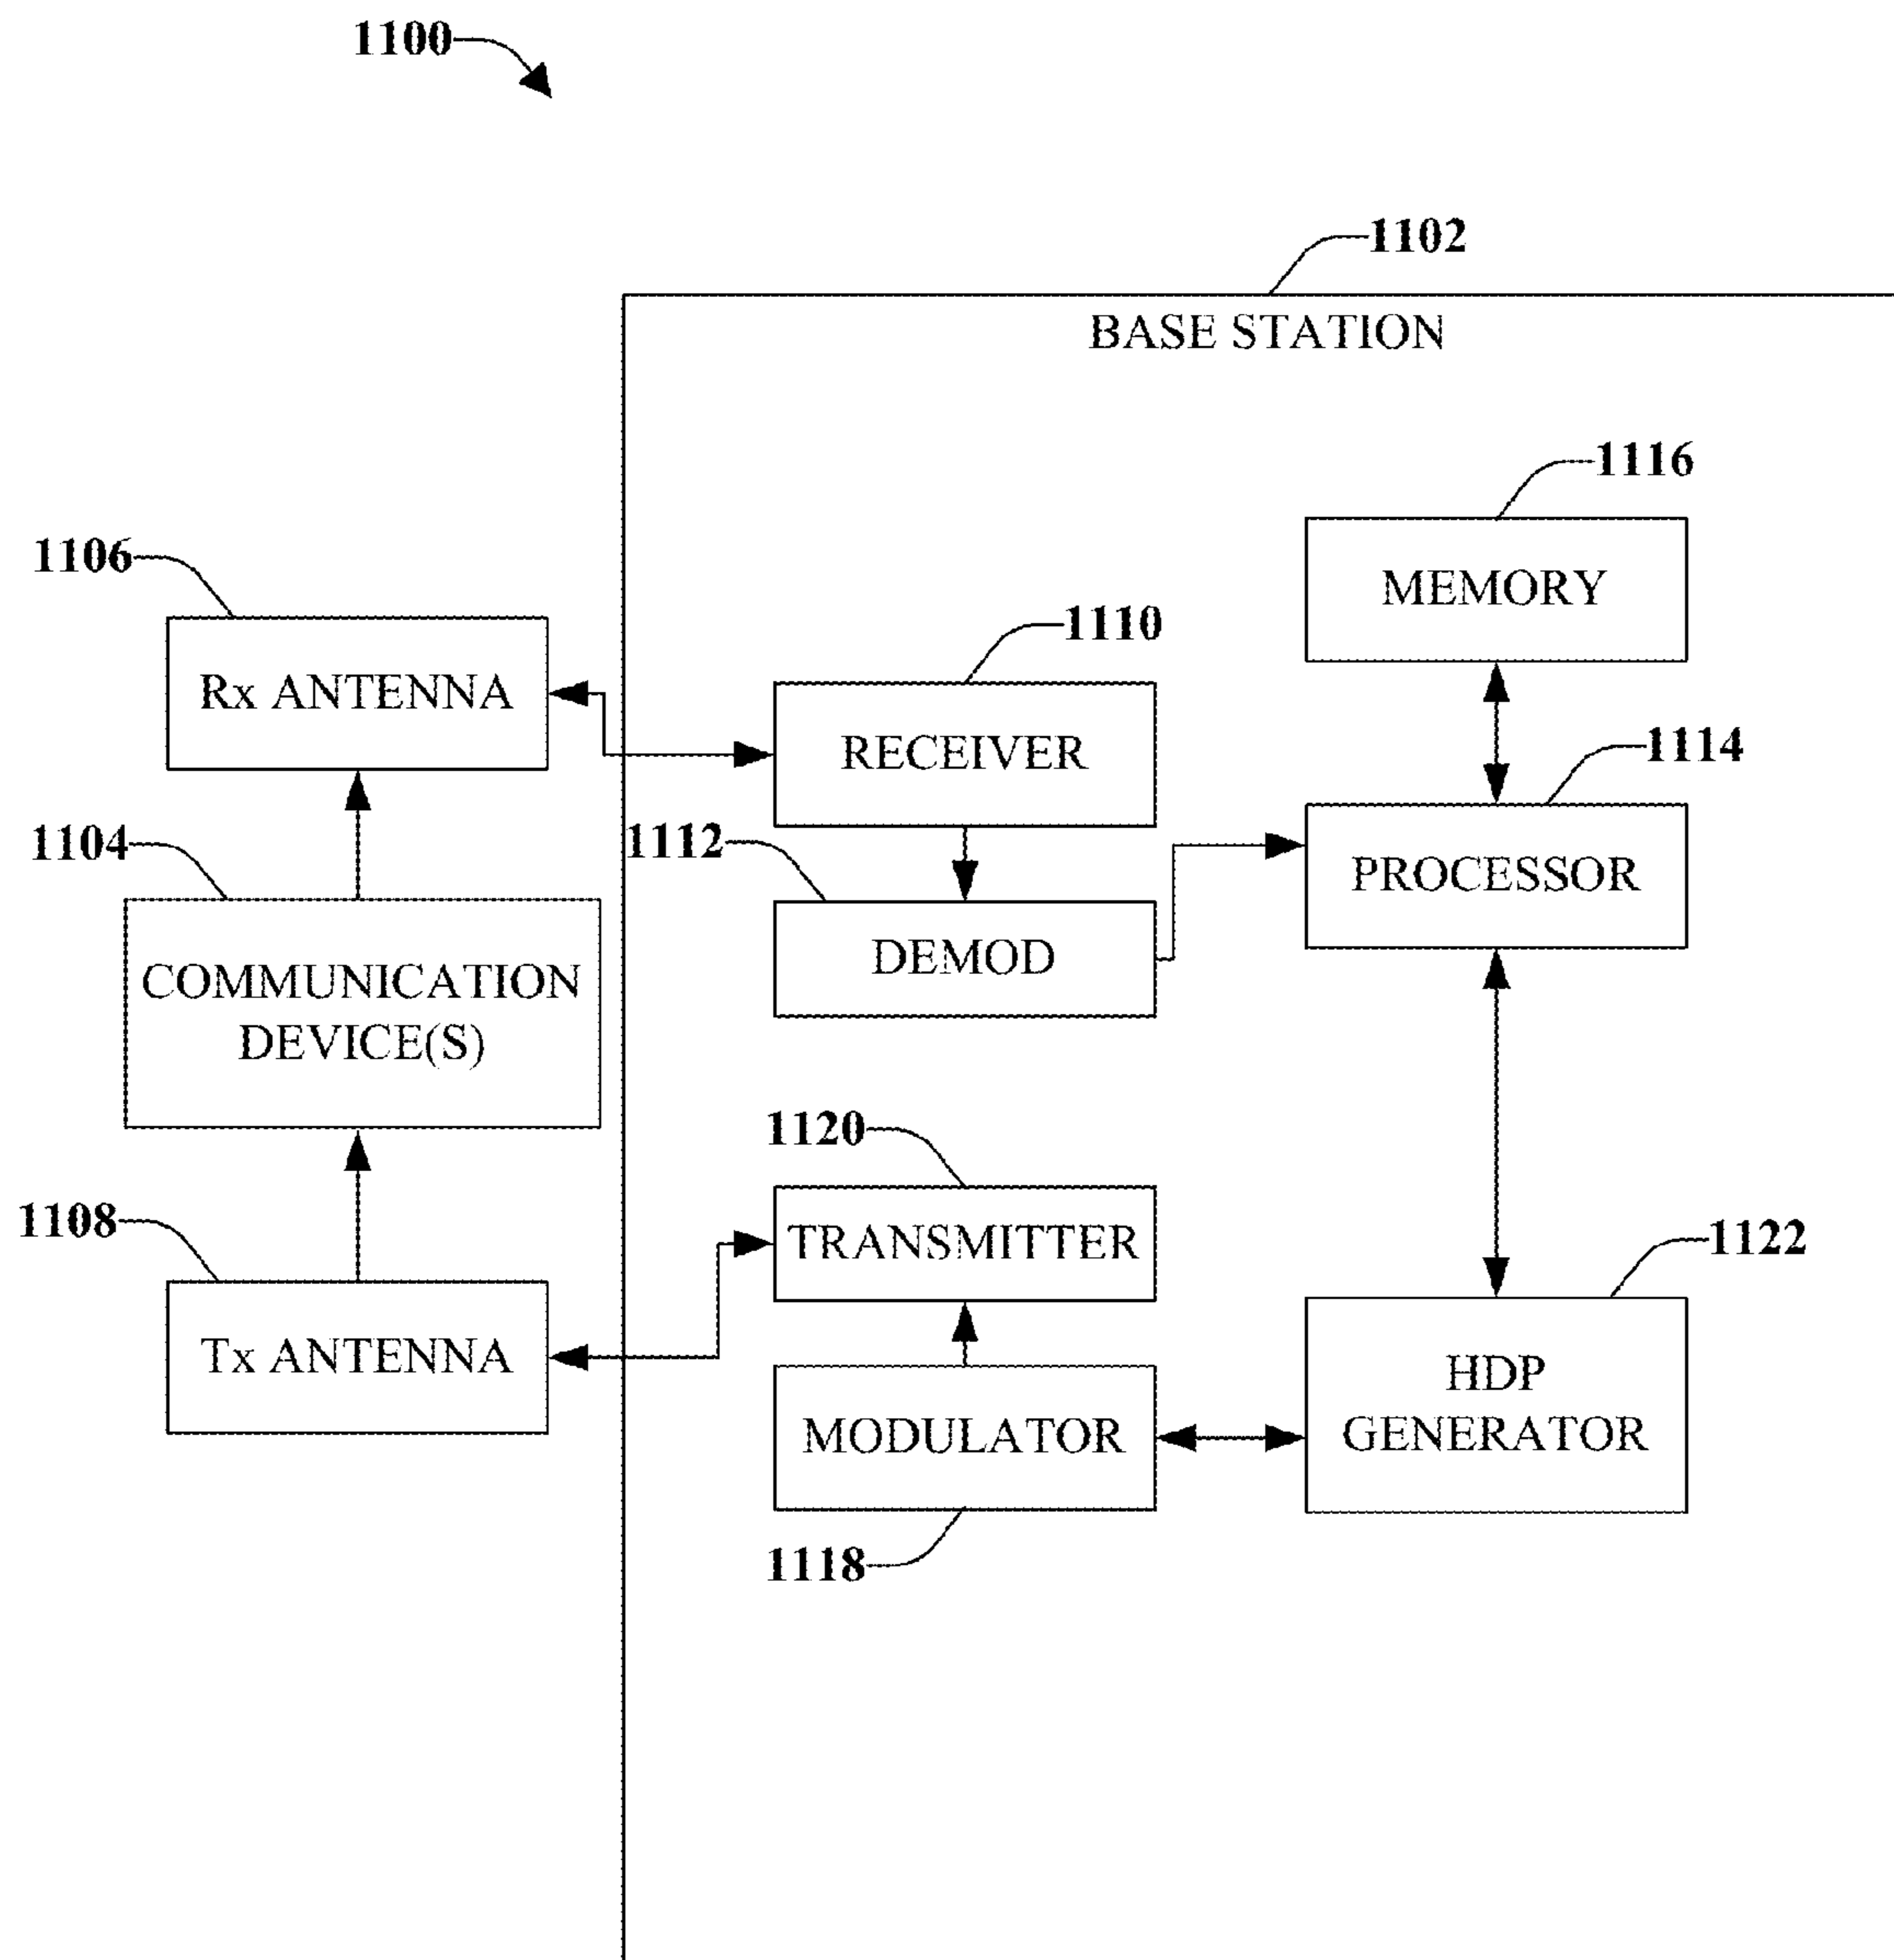 1100
1102
BASE STATION
1116
MEMORY
1106
Rx ANTENNA
1110
RECEIVER
1114
PROCESSOR
1104
COMMUNICATION
DEVICE(S)
1112
DEMOD
1120
TRANSMITTER
1108
Tx ANTENNA
1122
HDP
GENERATOR
MODULATOR
1118